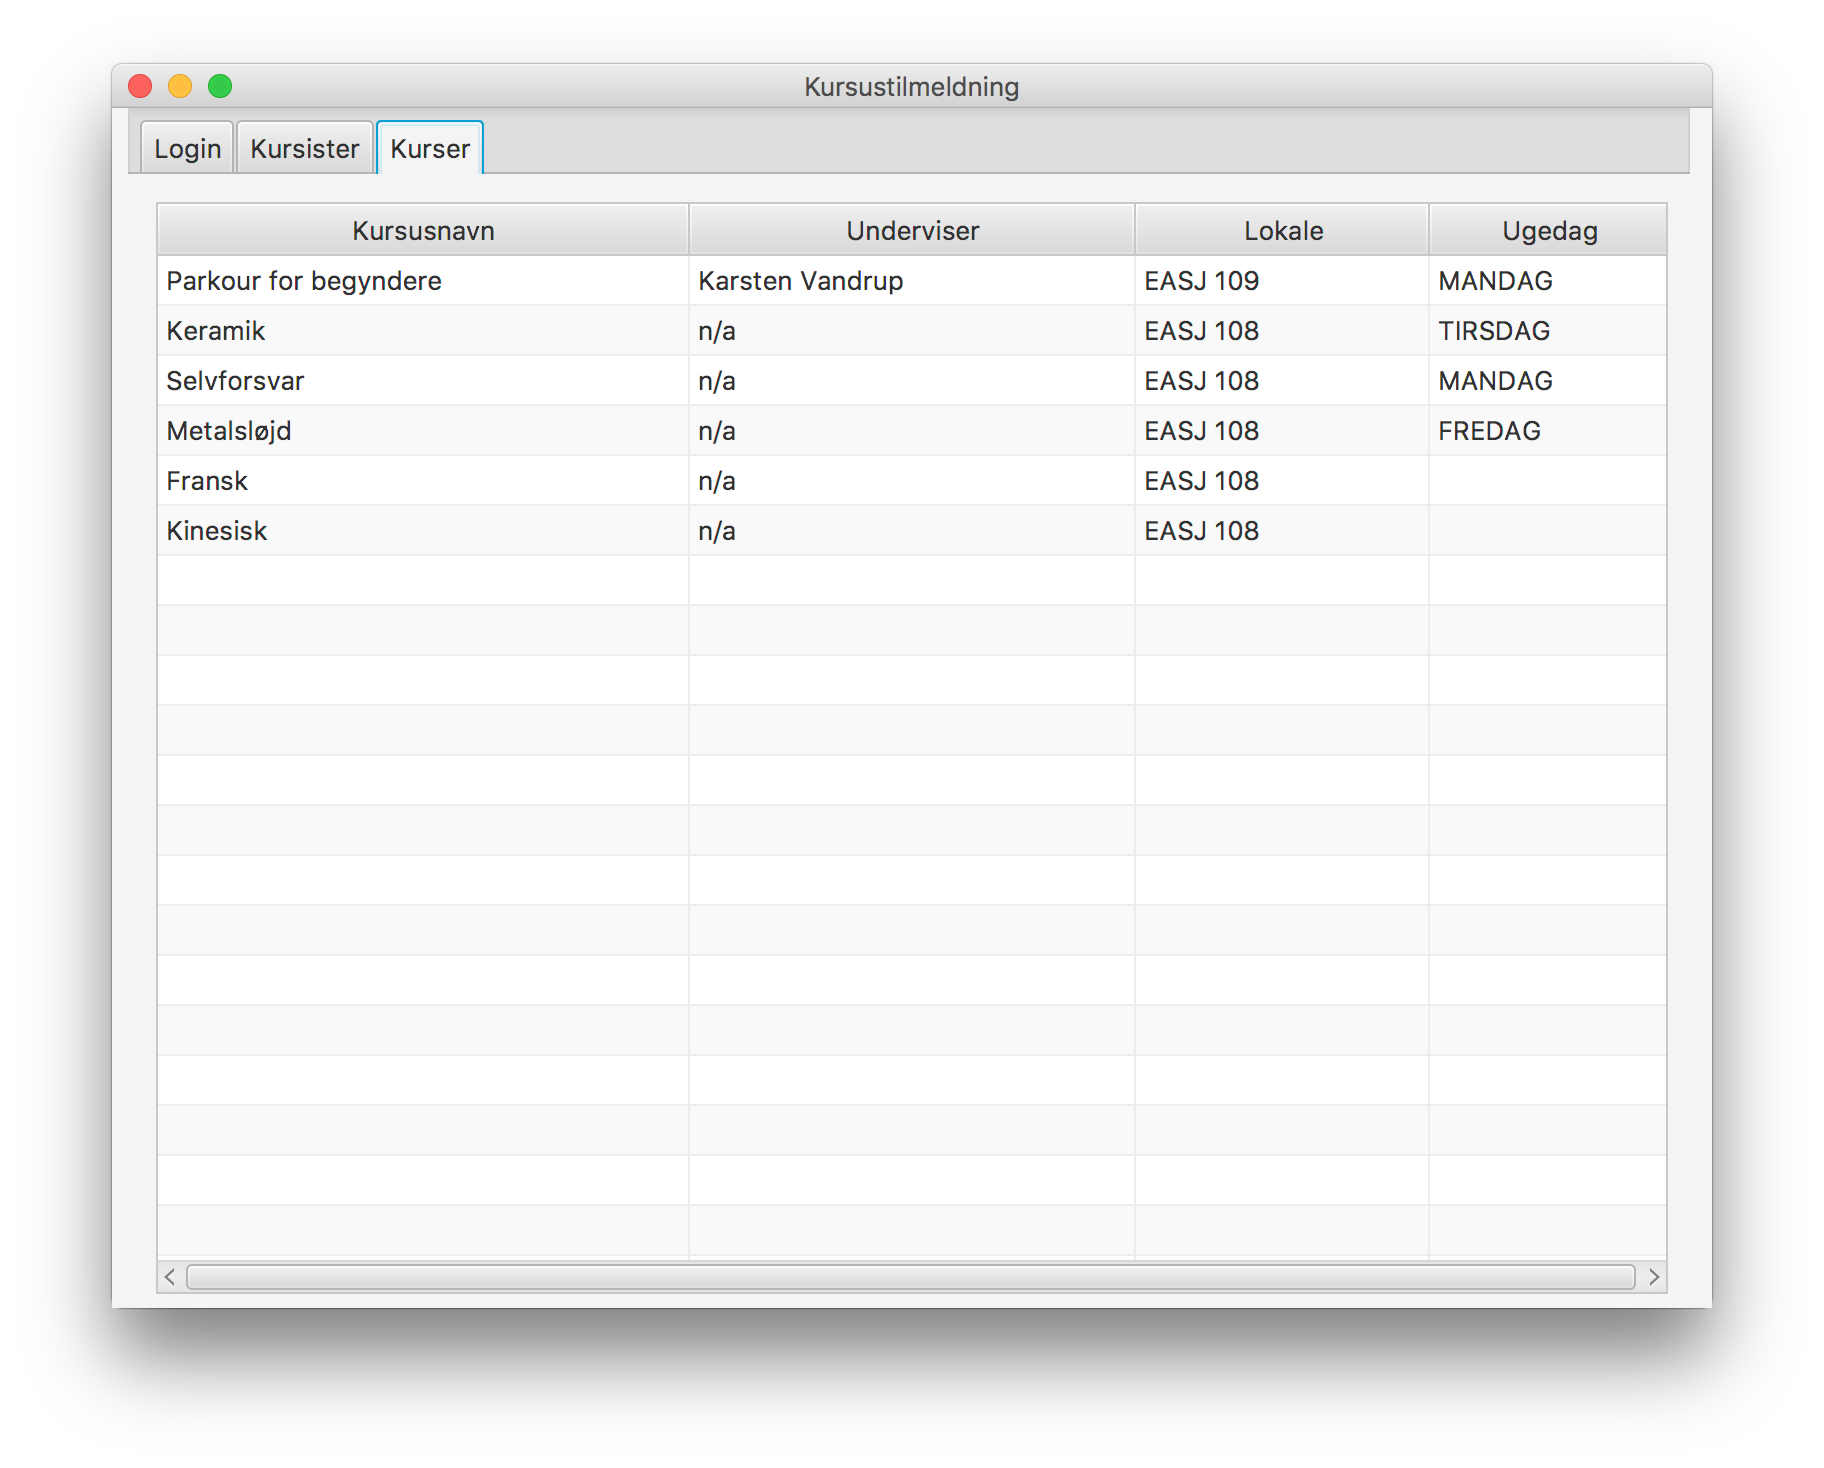 Kursustilmeldning
Login Kursister Kurser
Kursusnavn Underviser Lokale Ugedag
Parkour for begyndere Karsten Vandrup EASJ 109 MANDAG
Keramik n/a EASJ 108 TIRSDAG
Selvforsvar n/a EASJ 108 MANDAG
Metalsløjd n/a EASJ 108 FREDAG
Fransk n/a EASJ 108
Kinesisk n/a EASJ 108